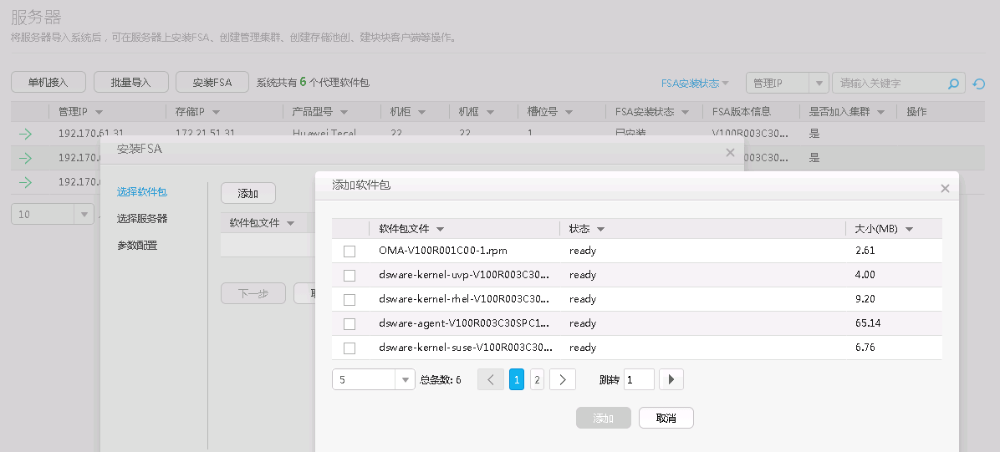 服务器
将服务器导入系统后，可在服务器上安装FSA、创建管理集群、创建存储池创、建块块客户端等操作。
单机接入 批量导入 安装FSA 系统共有 6 个代理软件包 FSA安装状态 管理IP 请输入关键字
管理IP 存储IP 产品型号 机柜 机框 槽位号 FSA安装状态 FSA版本信息 是否加入集群 操作
192.170.61.31 172.21.51.31 Huawei Tecal 22 22 1 已安装 V100R003C30... 是
192.170. 003C30... 是
192.170.
10
安装FSA
选择软件包
选择服务器
参数配置
添加
软件包文件
下一步
添加软件包
软件包文件 状态 大小(MB)
OMA-V100R001C00-1.rpm ready 2.61
dsware-kernel-uvp-V100R003C30... ready 4.00
dsware-kernel-rhel-V100R003C30... ready 9.20
dsware-agent-V100R003C30SPC1... ready 65.14
dsware-kernel-suse-V100R003C30... ready 6.76
5 总条数: 6 1 2 跳转 1
添加 取消